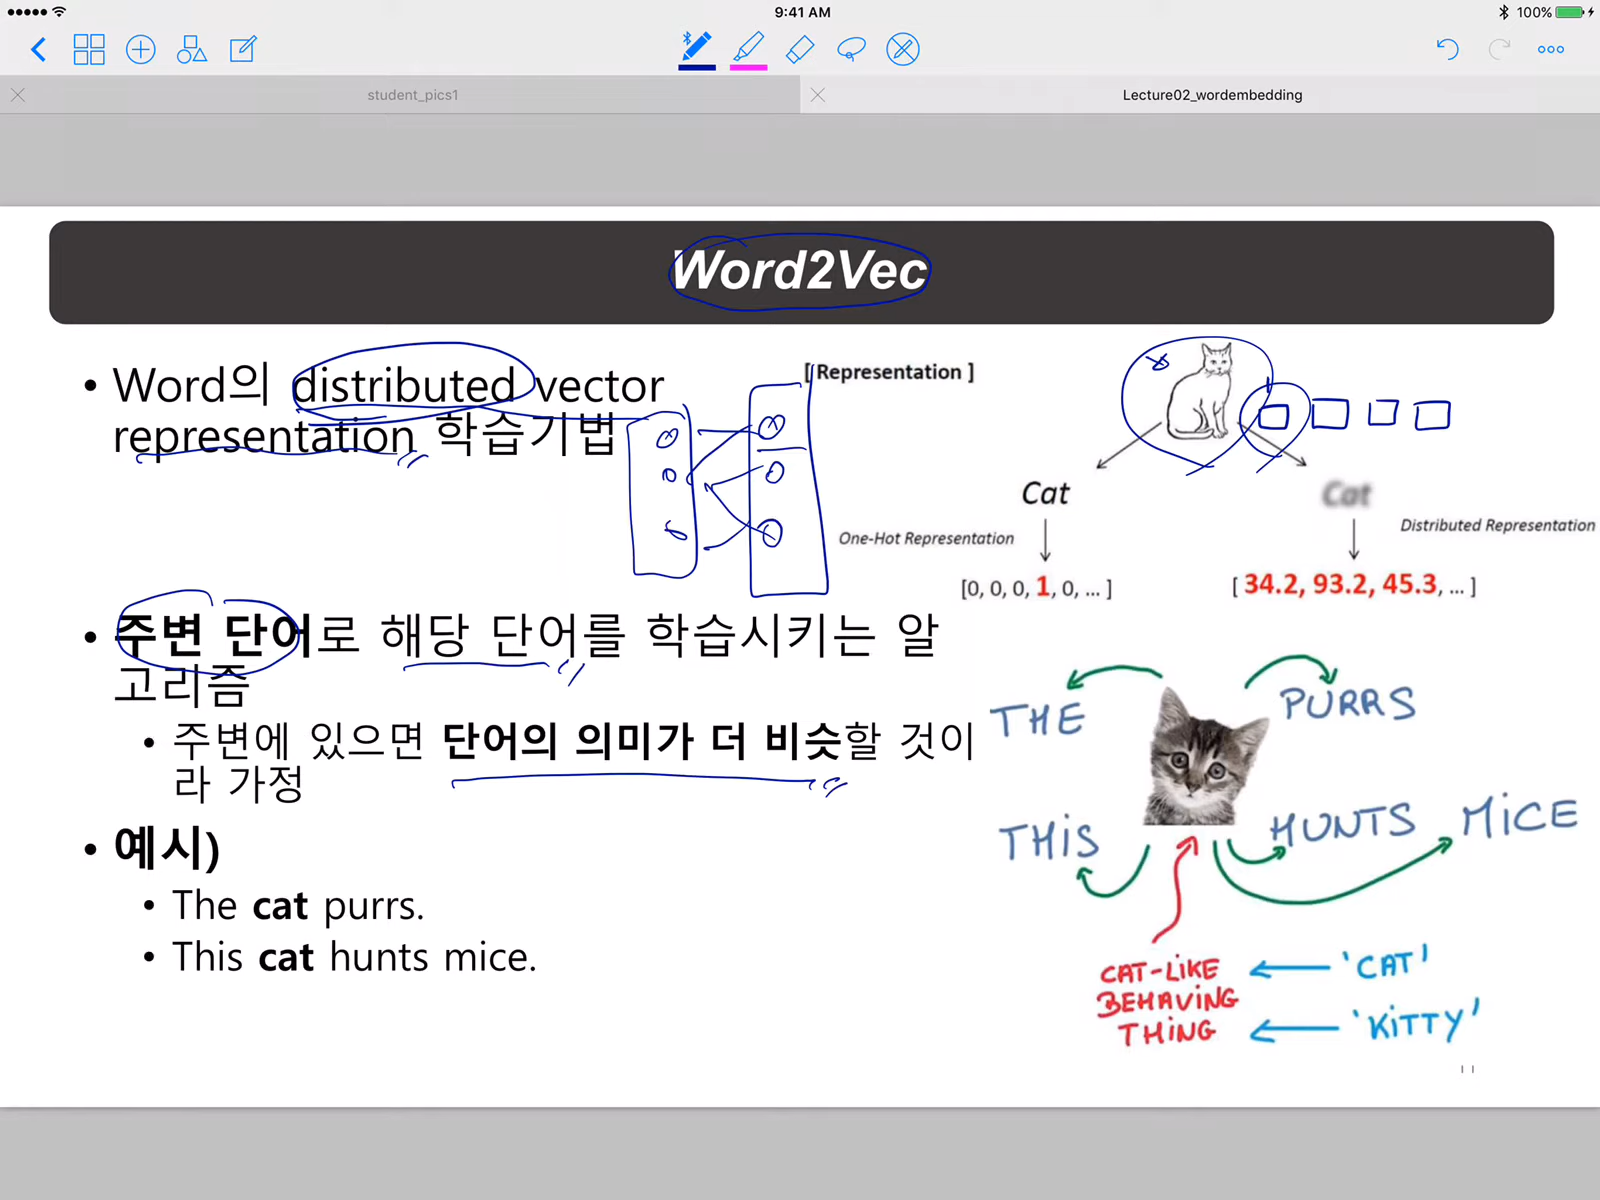 9:41 AM
100%
student_pics1
Lecture02_wordembedding
Word2Vec
• Word의 distributed vector
representation 학습기법
[ Representation ]
Cat
Cat
One-Hot Representation
Distributed Representation
[0, 0, 0, 1, 0, ... ]
[ 34.2, 93.2, 45.3, ... ]
• 주변 단어로 해당 단어를 학습시키는 알
고리즘
• 주변에 있으면 단어의 의미가 더 비슷할 것이
라 가정
• 예시)
• The cat purrs.
• This cat hunts mice.
THE
PURRS
THIS
HUNTS
MICE
CAT-LIKE
BEHAVING
THING
'CAT'
'KITTY'